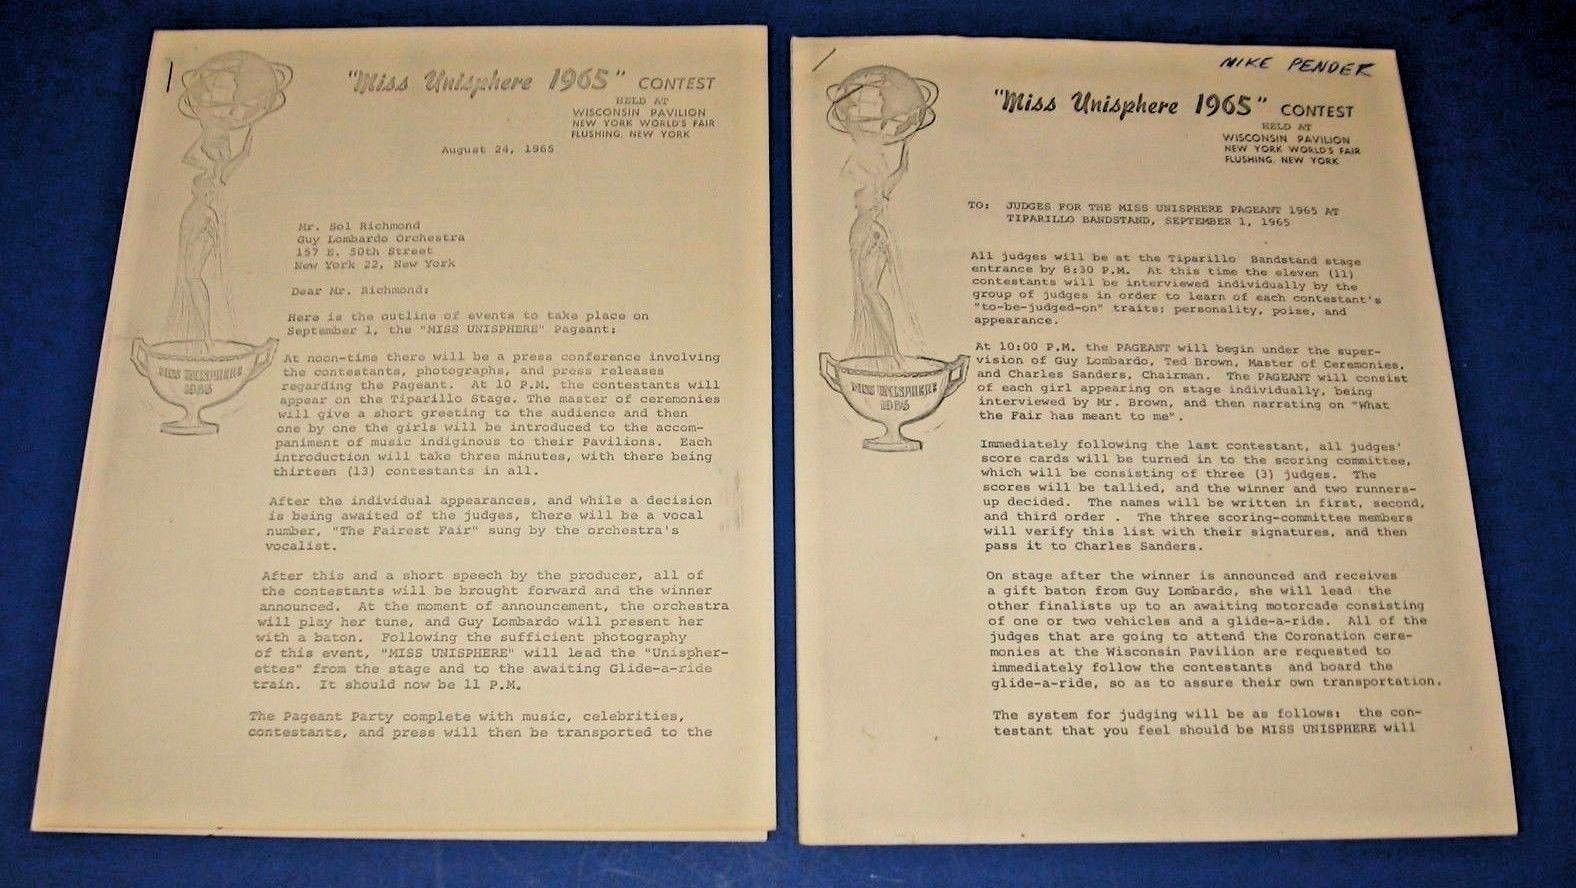 "Miss Unisphere 1965" CONTEST
HELD AT
WISCONSIN PAVILION
NEW YORK WORLD'S FAIR
FLUSHING, NEW YORK
August 24, 1965
Mr. Sol Richmond
Guy Lombardo Orchestra
157 E. 50th Street
New York 22, New York
Dear Mr. Richmond:
Here is the outline of events to take place on
September 1, the "MISS UNISPHERE" Pageant:
At noon-time there will be a press conference involving
the contestants, photographs, and press releases
regarding the Pageant. At 10 P.M. the contestants will
appear on the Tiparillo Stage. The master of ceremonies
will give a short greeting to the audience and then
one by one the girls will be introduced to the accom-
paniment of music indiginous to their Pavilions. Each
introduction will take three minutes, with there being
thirteen (13) contestants in all.
After the individual appearances, and while a decision
is being awaited of the judges, there will be a vocal
number, "The Fairest Fair" sung by the orchestra's
vocalist.
After this and a short speech by the producer, all of
the contestants will be brought forward and the winner
announced. At the moment of announcement, the orchestra
will play her tune, and Guy Lombardo will present her
with a baton. Following the sufficient photography
of this event, "MISS UNISPHERE" will lead the "Unispher-
ettes" from the stage and to the awaiting Glide-a-ride
train. It should now be 11 P.M.
The Pageant Party complete with music, celebrities,
contestants, and press will then be transported to the
MISS UNISPHERE
1965
MIKE PENDER
"Miss Unisphere 1965" CONTEST
HELD AT
WISCONSIN PAVILION
NEW YORK WORLD'S FAIR
FLUSHING, NEW YORK
TO: JUDGES FOR THE MISS UNISPHERE PAGEANT 1965 AT
TIPARILLO BANDSTAND, SEPTEMBER 1, 1965
All judges will be at the Tiparillo Bandstand stage
entrance by 8:30 P.M. At this time the eleven (11)
contestants will be interviewed individually by the
group of judges in order to learn of each contestant's
"to-be-judged-on" traits: personality, poise, and
appearance.
At 10:00 P.M. the PAGEANT will begin under the super-
vision of Guy Lombardo, Ted Brown, Master of Ceremonies,
and Charles Sanders, Chairman. The PAGEANT will consist
of each girl appearing on stage individually, being
interviewed by Mr. Brown, and then narrating on "What
the Fair has meant to me".
Immediately following the last contestant, all judges'
score cards will be turned in to the scoring committee,
which will be consisting of three (3) judges. The
scores will be tallied, and the winner and two runners-
up decided. The names will be written in first, second,
and third order . The three scoring-committee members
will verify this list with their signatures, and then
pass it to Charles Sanders.
On stage after the winner is announced and receives
a gift baton from Guy Lombardo, she will lead the
other finalists up to an awaiting motorcade consisting
of one or two vehicles and a glide-a-ride. All of the
judges that are going to attend the Coronation cere-
monies at the Wisconsin Pavilion are requested to
immediately follow the contestants and board the
glide-a-ride, so as to assure their own transportation.
The system for judging will be as follows: the con-
testant that you feel should be MISS UNISPHERE will
MISS UNISPHERE
1965